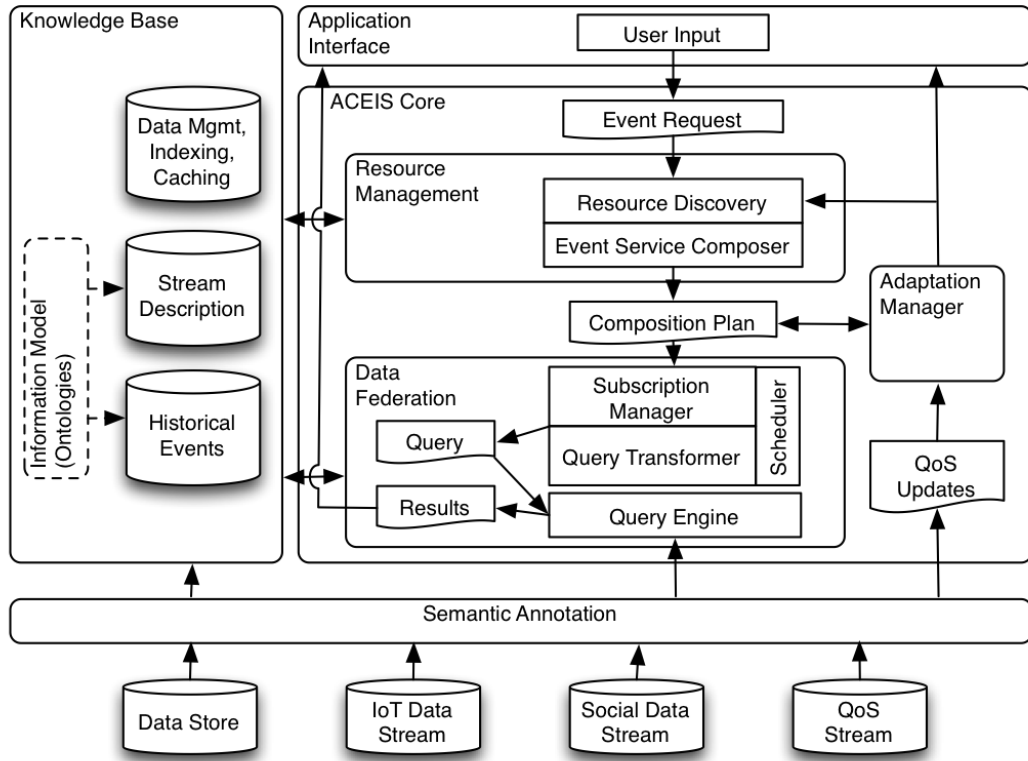 Knowledge Base
Data Mgmt,
Indexing,
Caching
Stream
Description
Historical
Events
Information Model
(Ontologies)
Application
Interface
User Input
ACEIS Core
Event Request
Resource
Management
Resource Discovery
Event Service Composer
Composition Plan
Adaptation
Manager
Data
Federation
Subscription
Manager
Scheduler
Query
Query Transformer
Results
Query Engine
QoS
Updates
Semantic Annotation
Data Store
IoT Data
Stream
Social Data
Stream
QoS
Stream